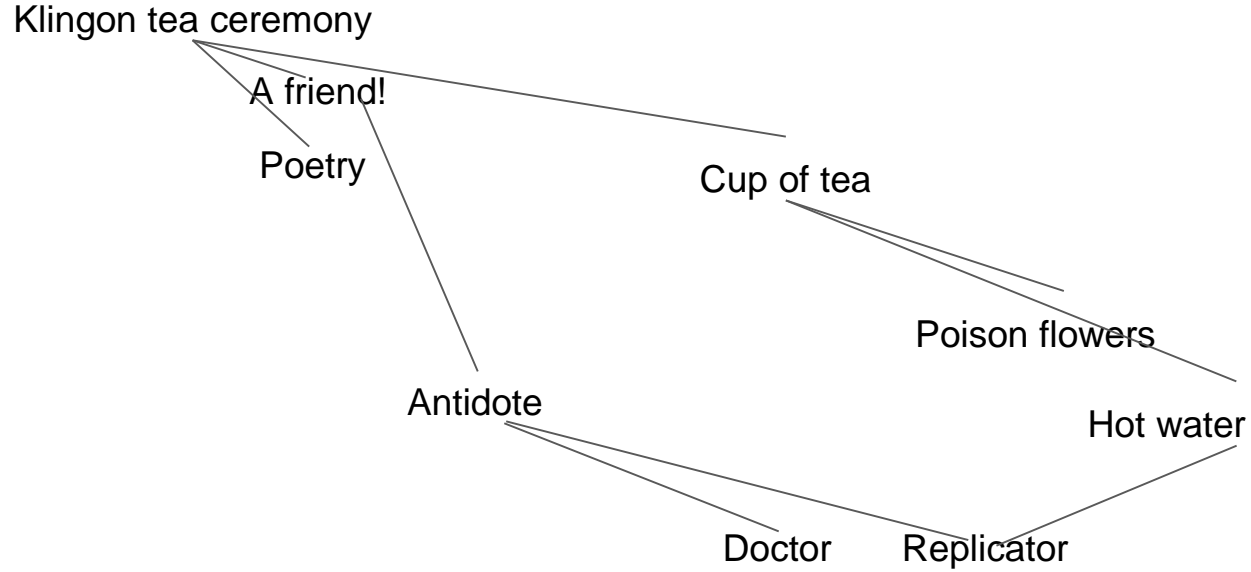 Klingon tea ceremony
A friend!
Poetry
Cup of tea
Poison flowers
Antidote
Hot water
Doctor
Replicator